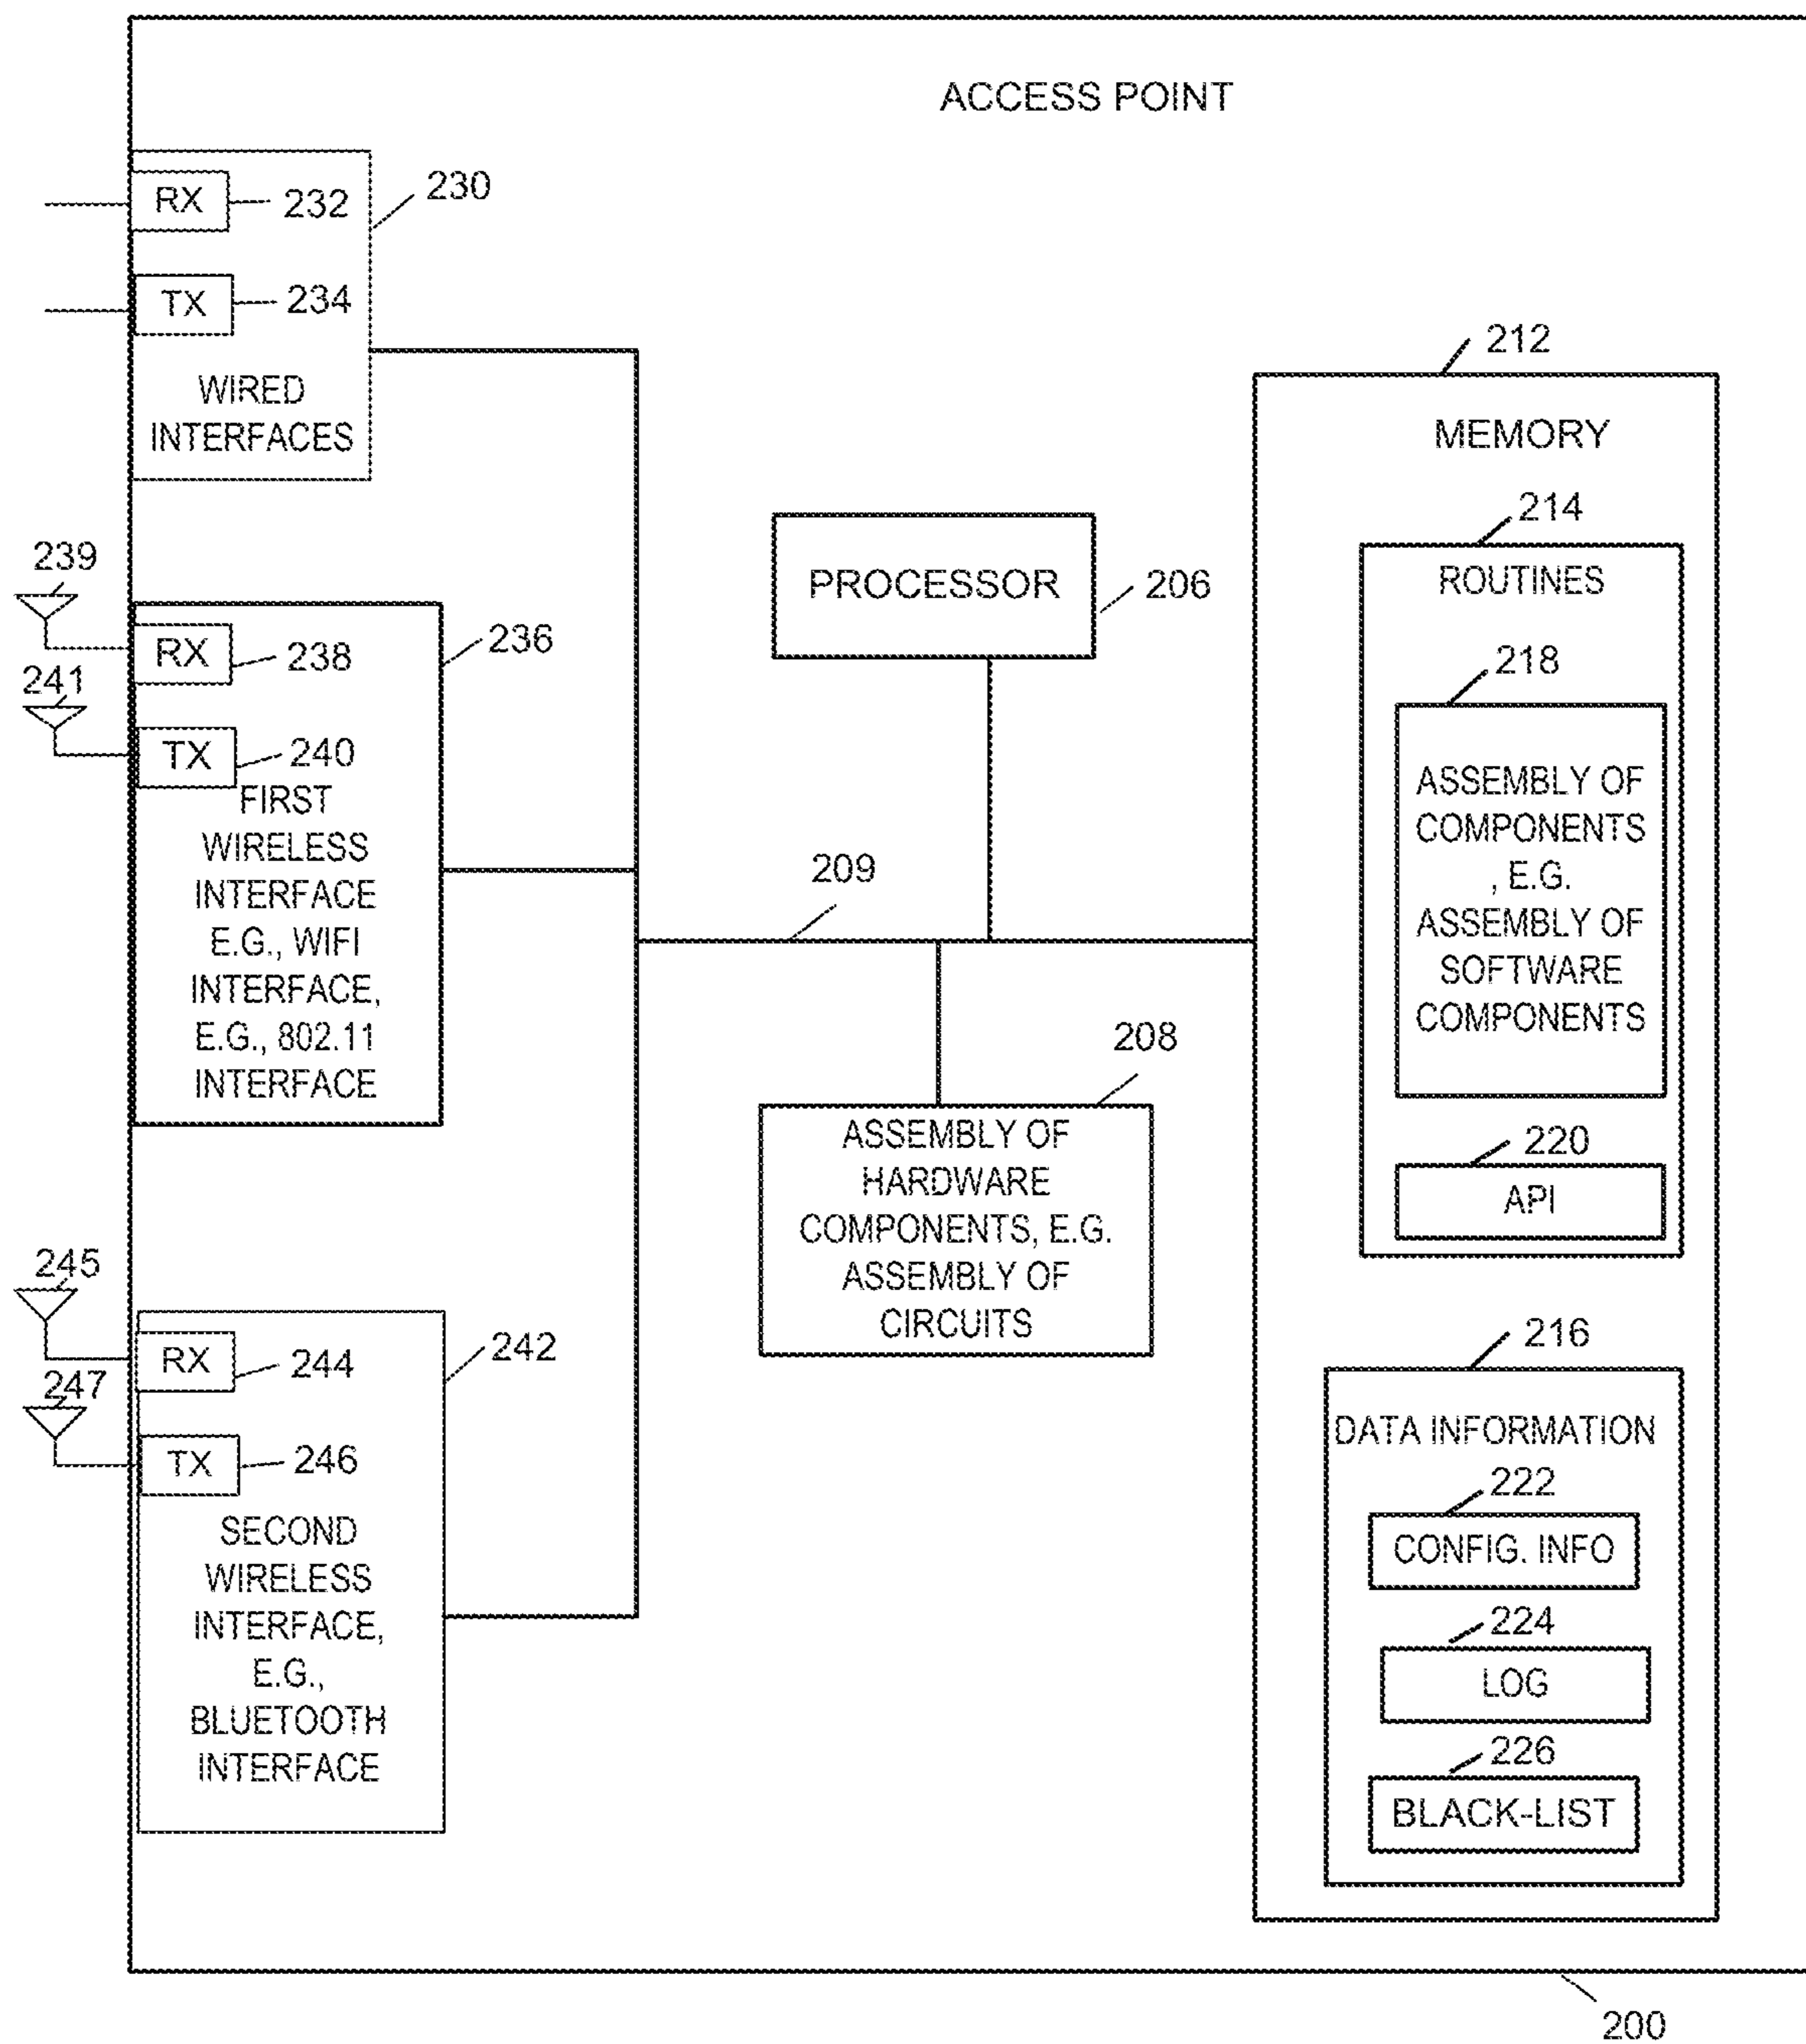 ACCESS POINT
RX
232
230
TX
234
WIRED
INTERFACES
239
RX
238
236
241
TX
240
FIRST
WIRELESS
INTERFACE
E.G., WIFI
INTERFACE,
E.G., 802.11
INTERFACE
245
RX
244
242
247
TX
246
SECOND
WIRELESS
INTERFACE,
E.G.,
BLUETOOTH
INTERFACE
PROCESSOR
206
209
208
ASSEMBLY OF
HARDWARE
COMPONENTS, E.G.
ASSEMBLY OF
CIRCUITS
212
MEMORY
214
ROUTINES
218
ASSEMBLY OF
COMPONENTS
, E.G.
ASSEMBLY OF
SOFTWARE
COMPONENTS
220
API
216
DATA INFORMATION
222
CONFIG. INFO
224
LOG
226
BLACK-LIST
200